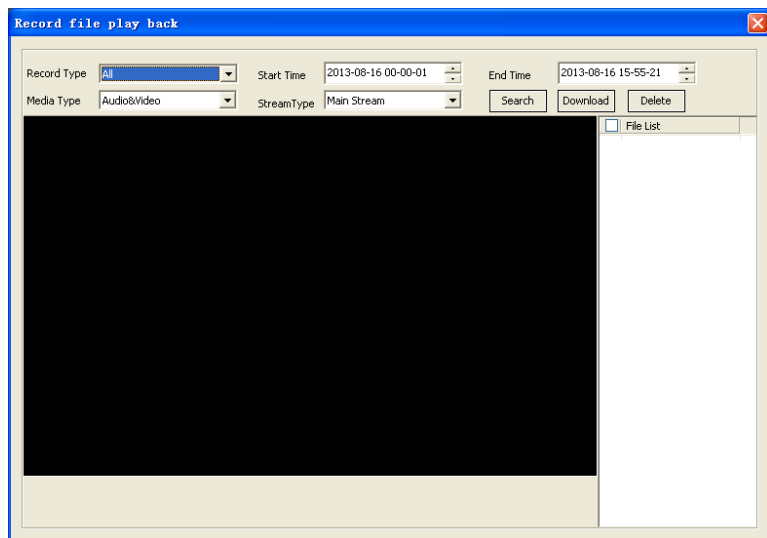 Record file play back
Record Type All Start Time 2013-08-16 00-00-01 End Time 2013-08-16 15-55-21
Media Type Audio&Video StreamType Main Stream Search Download Delete
File List